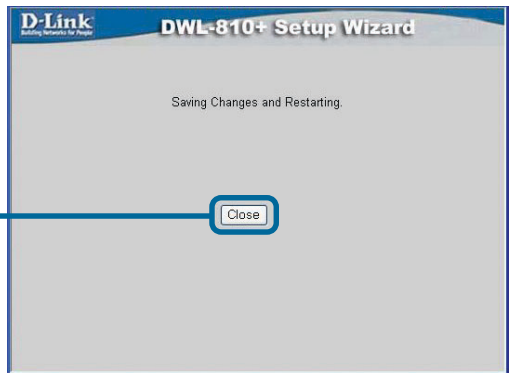 D-Link
Building Networks for People
DWL-810+ Setup Wizard
Saving Changes and Restarting.
Close